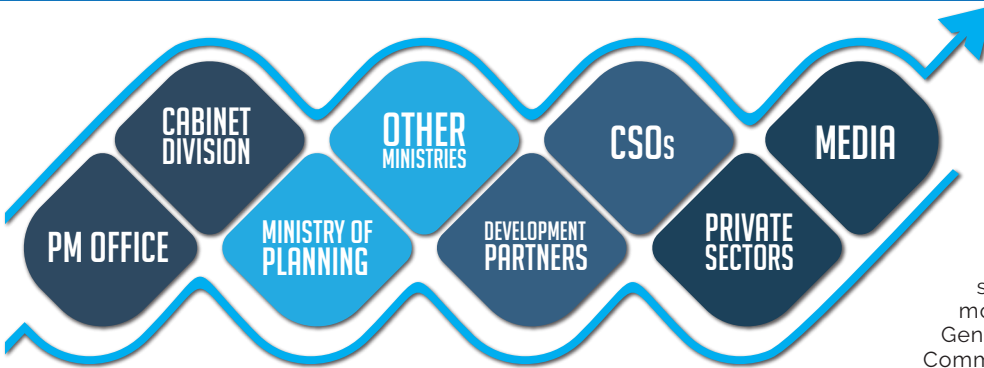 CABINET
DIVISION
OTHER
MINISTRIES
CSOs
MEDIA
PM OFFICE
MINISTRY OF
PLANNING
DEVELOPMENT
PARTNERS
PRIVATE
SECTORS